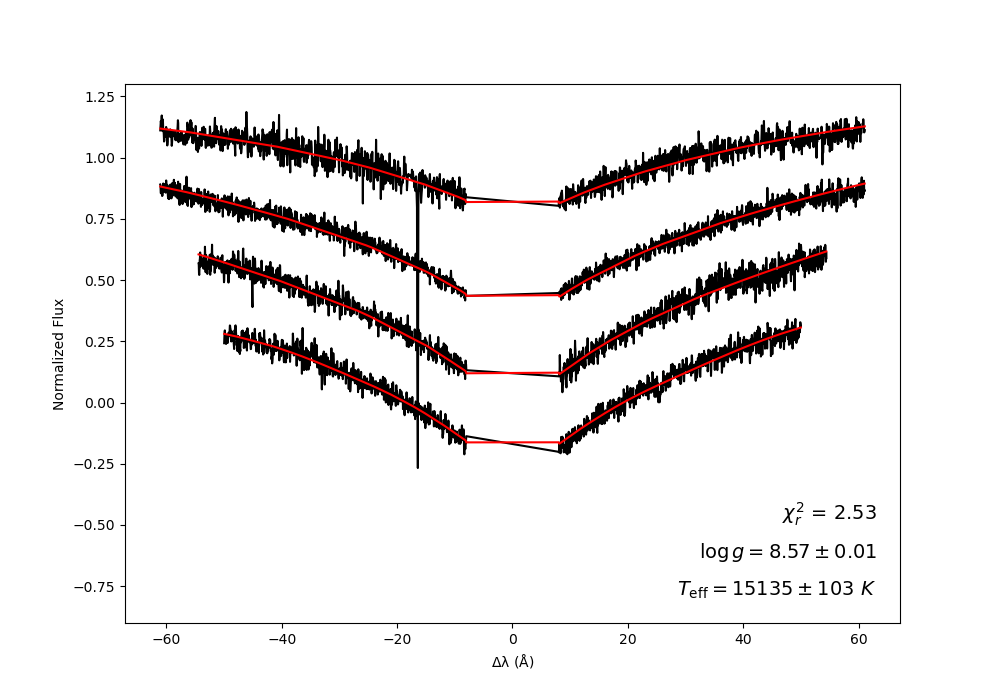 1.25
1.00
0.75
0.50
0.25
0.00
−0.25
−0.50
−0.75
Normalized Flux
χ²ᵣ = 2.53
log g = 8.57 ± 0.01
T_eff = 15135 ± 103 K
−60 −40 −20 0 20 40 60
Δλ (Å)